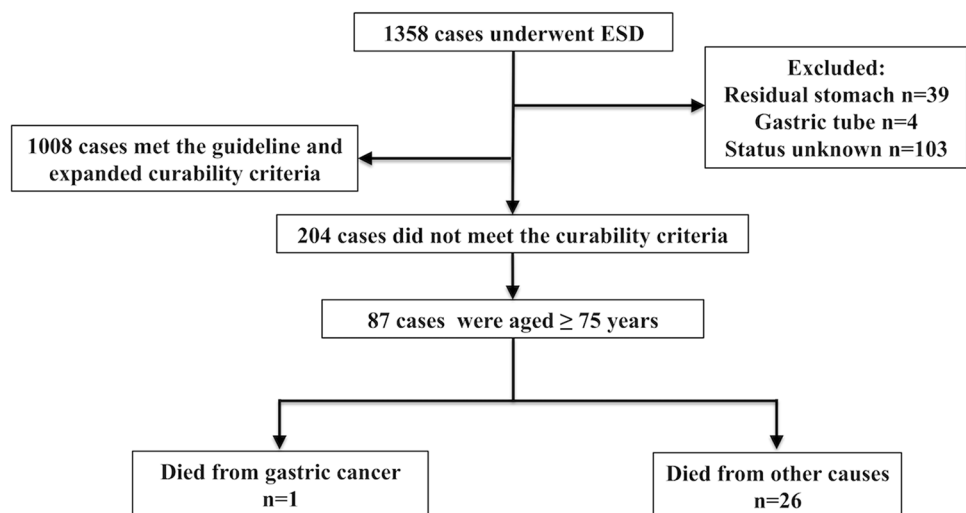 1358 cases underwent ESD
Excluded:
Residual stomach n=39
Gastric tube n=4
Status unknown n=103
1008 cases met the guideline and
expanded curability criteria
204 cases did not meet the curability criteria
87 cases were aged ≥ 75 years
Died from gastric cancer
n=1
Died from other causes
n=26